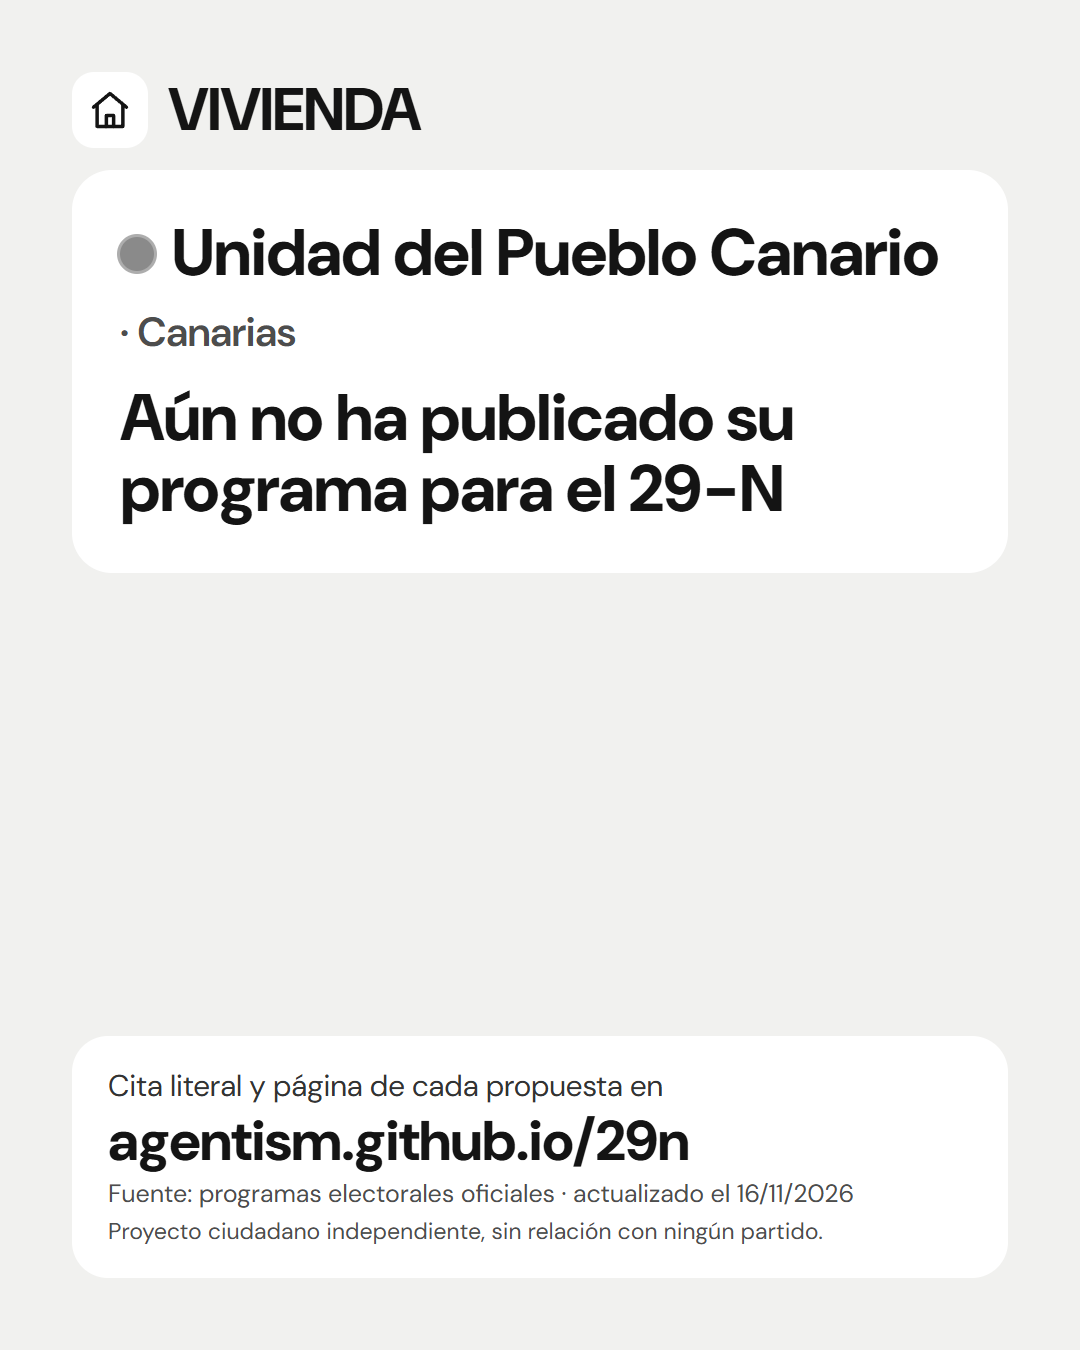 VIVIENDA
Unidad del Pueblo Canario
· Canarias
Aún no ha publicado su
programa para el 29-N
Cita literal y página de cada propuesta en
agentism.github.io/29n
Fuente: programas electorales oficiales · actualizado el 16/11/2026
Proyecto ciudadano independiente, sin relación con ningún partido.